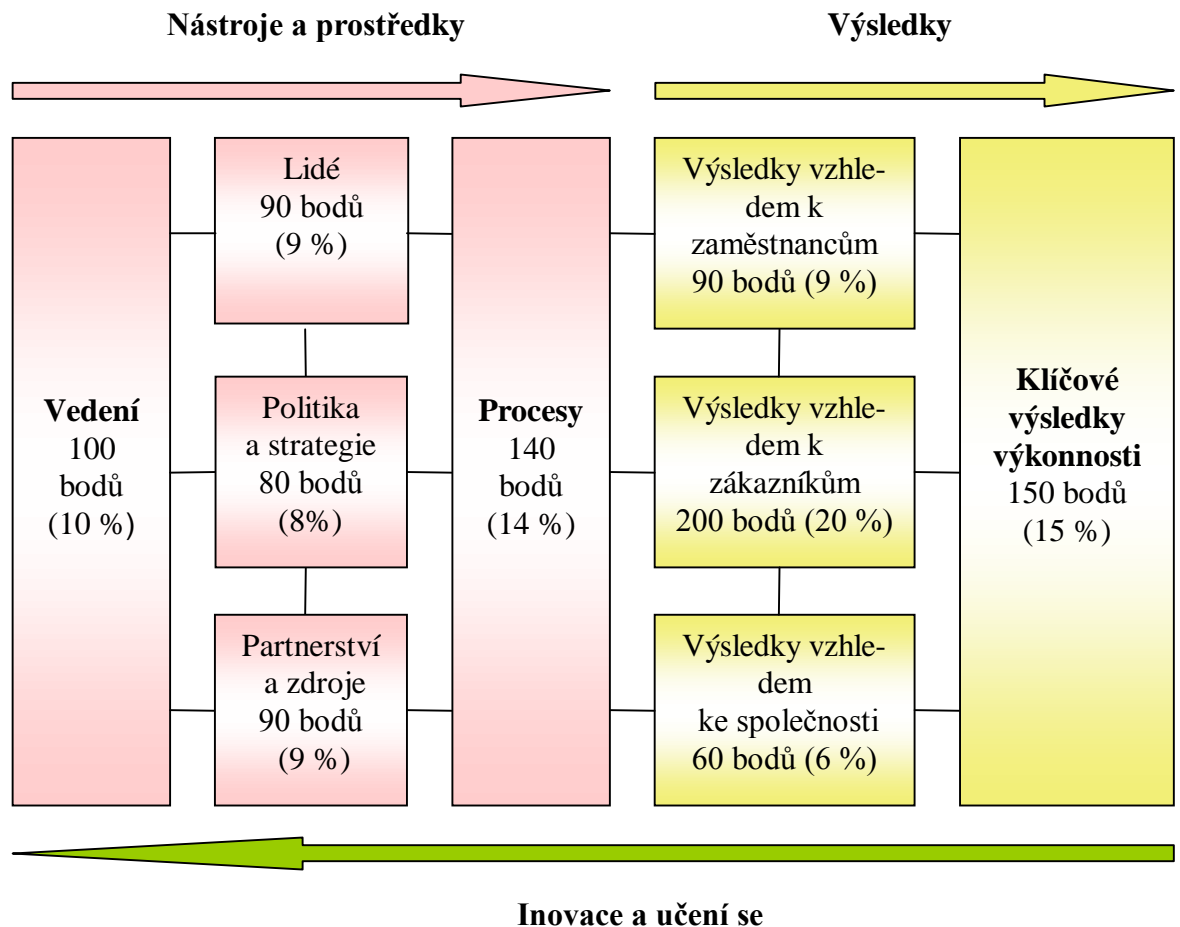 Nástroje a prostředky
Výsledky
Vedení
100
bodů
(10 %)
Lidé
90 bodů
(9 %)
Politika
a strategie
80 bodů
(8%)
Partnerství
a zdroje
90 bodů
(9 %)
Procesy
140
bodů
(14 %)
Výsledky vzhle-
dem k
zaměstnancům
90 bodů (9 %)
Výsledky vzhle-
dem k
zákazníkům
200 bodů (20 %)
Výsledky vzhle-
dem
ke společnosti
60 bodů (6 %)
Klíčové
výsledky
výkonnosti
150 bodů
(15 %)
Inovace a učení se